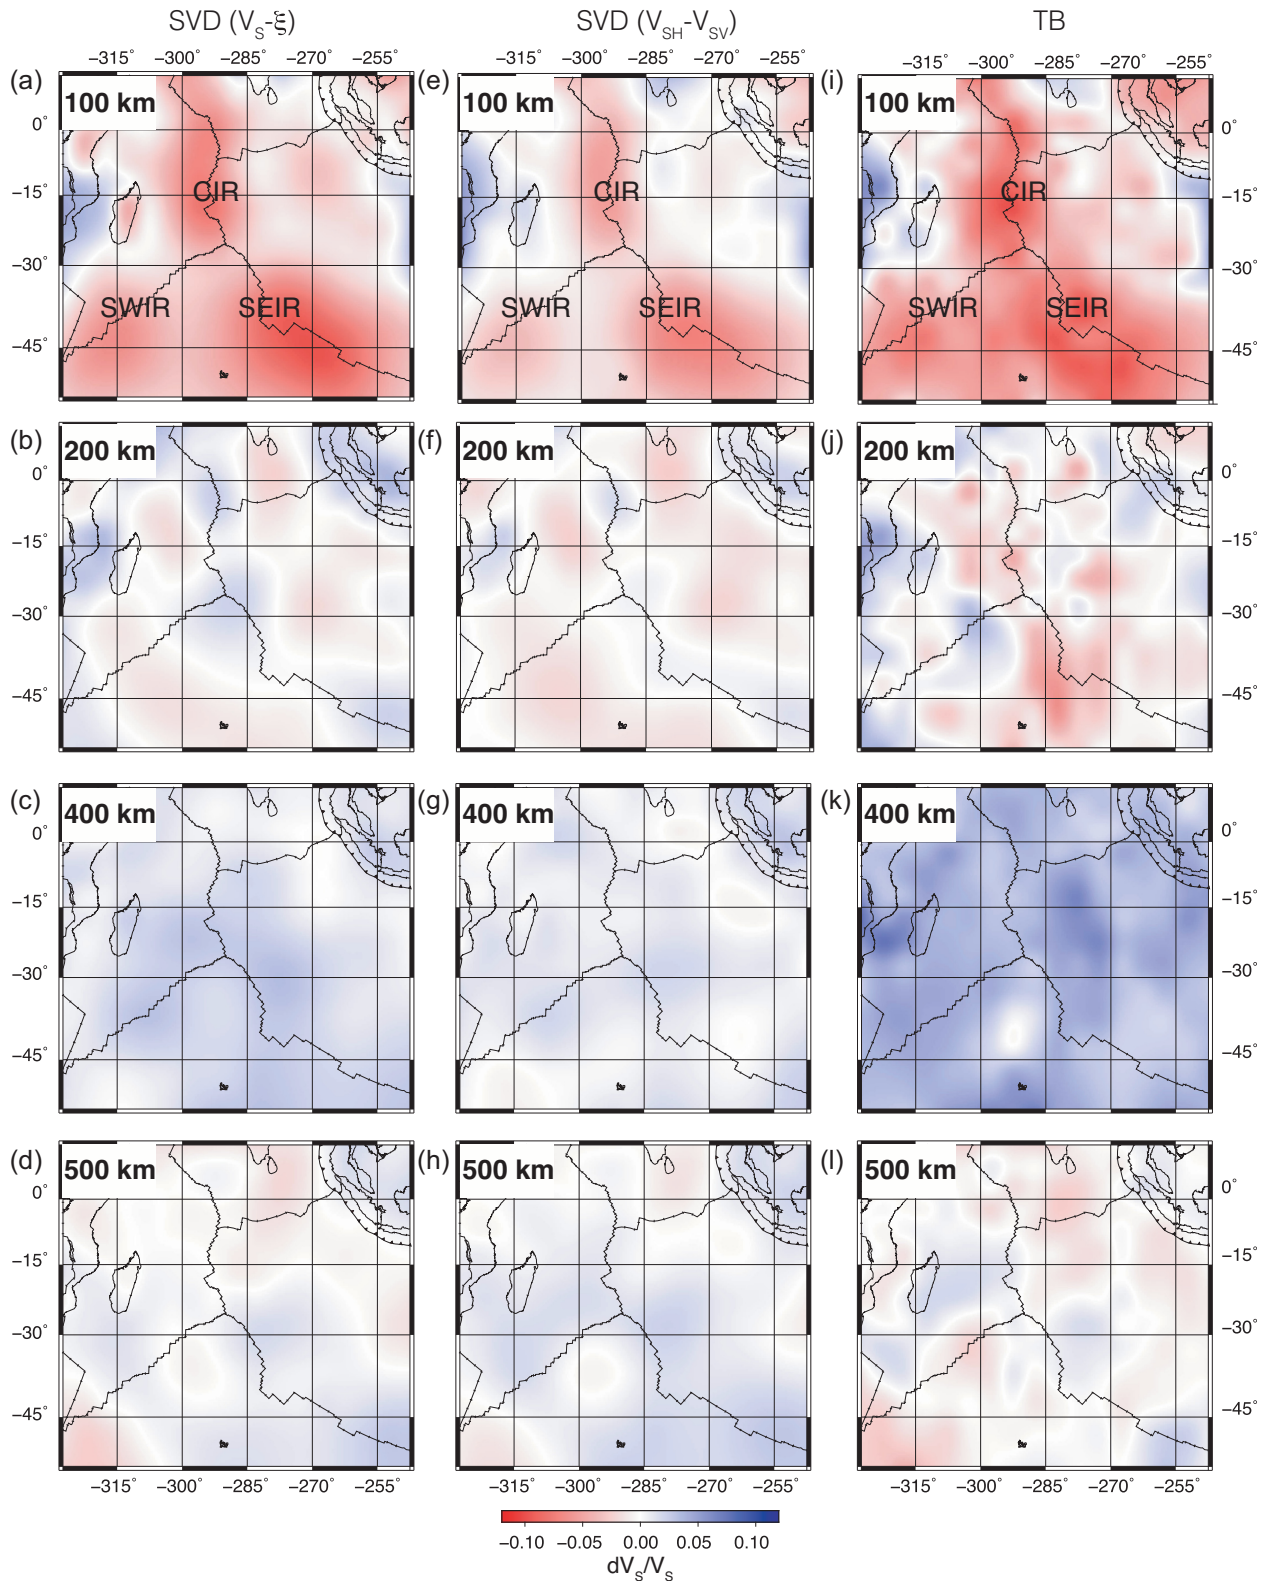 SVD (VS-ξ) SVD (VSH-VSV) TB
−315° −300° −285° −270° −255° −315° −300° −285° −270° −255° −315° −300° −285° −270° −255°
(a) 100 km (e) 100 km (i) 100 km
0° 0°
CIR CIR CIR
−15° −15°
−30° −30°
SWIR SEIR SWIR SEIR SWIR SEIR
−45° −45°
(b) 200 km (f) 200 km (j) 200 km
0° 0°
−15° −15°
−30° −30°
−45° −45°
(c) 400 km (g) 400 km (k) 400 km
0° 0°
−15° −15°
−30° −30°
−45° −45°
(d) 500 km (h) 500 km (l) 500 km
0° 0°
−15° −15°
−30° −30°
−45° −45°
−315° −300° −285° −270° −255° −315° −300° −285° −270° −255° −315° −300° −285° −270° −255°
−0.10 −0.05 0.00 0.05 0.10
dVS/VS